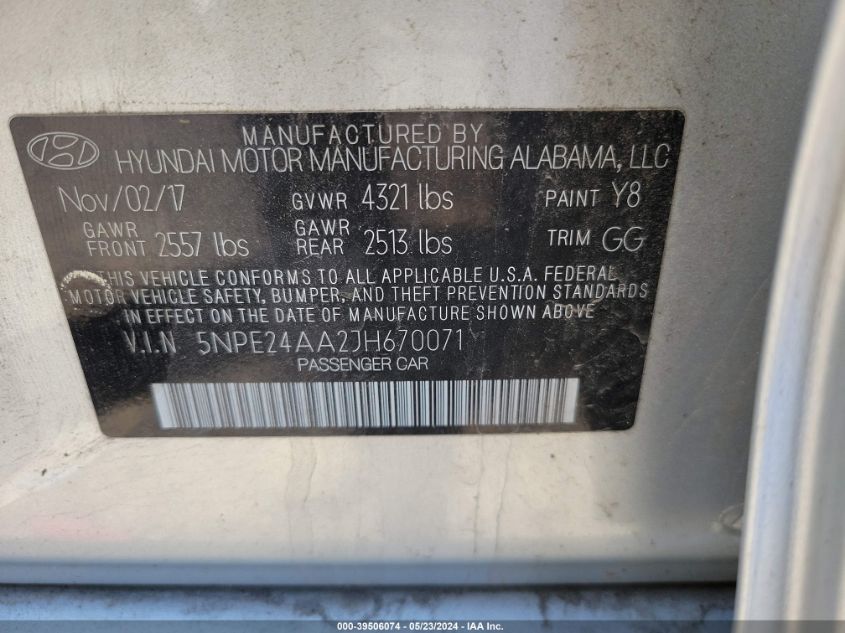 MANUFACTURED BY
HYUNDAI MOTOR MANUFACTURING ALABAMA, LLC
Nov/02/17 GVWR 4321 lbs PAINT Y8
GAWR FRONT 2557 lbs GAWR REAR 2513 lbs TRIM GG
THIS VEHICLE CONFORMS TO ALL APPLICABLE U.S.A. FEDERAL
MOTOR VEHICLE SAFETY, BUMPER, AND THEFT PREVENTION STANDARDS
IN EFFECT ON THE DATE OF MANUFACTURE SHOWN ABOVE
V.I.N 5NPE24AA2JH670071
PASSENGER CAR
000-39506074 - 05/23/2024 - IAA Inc.